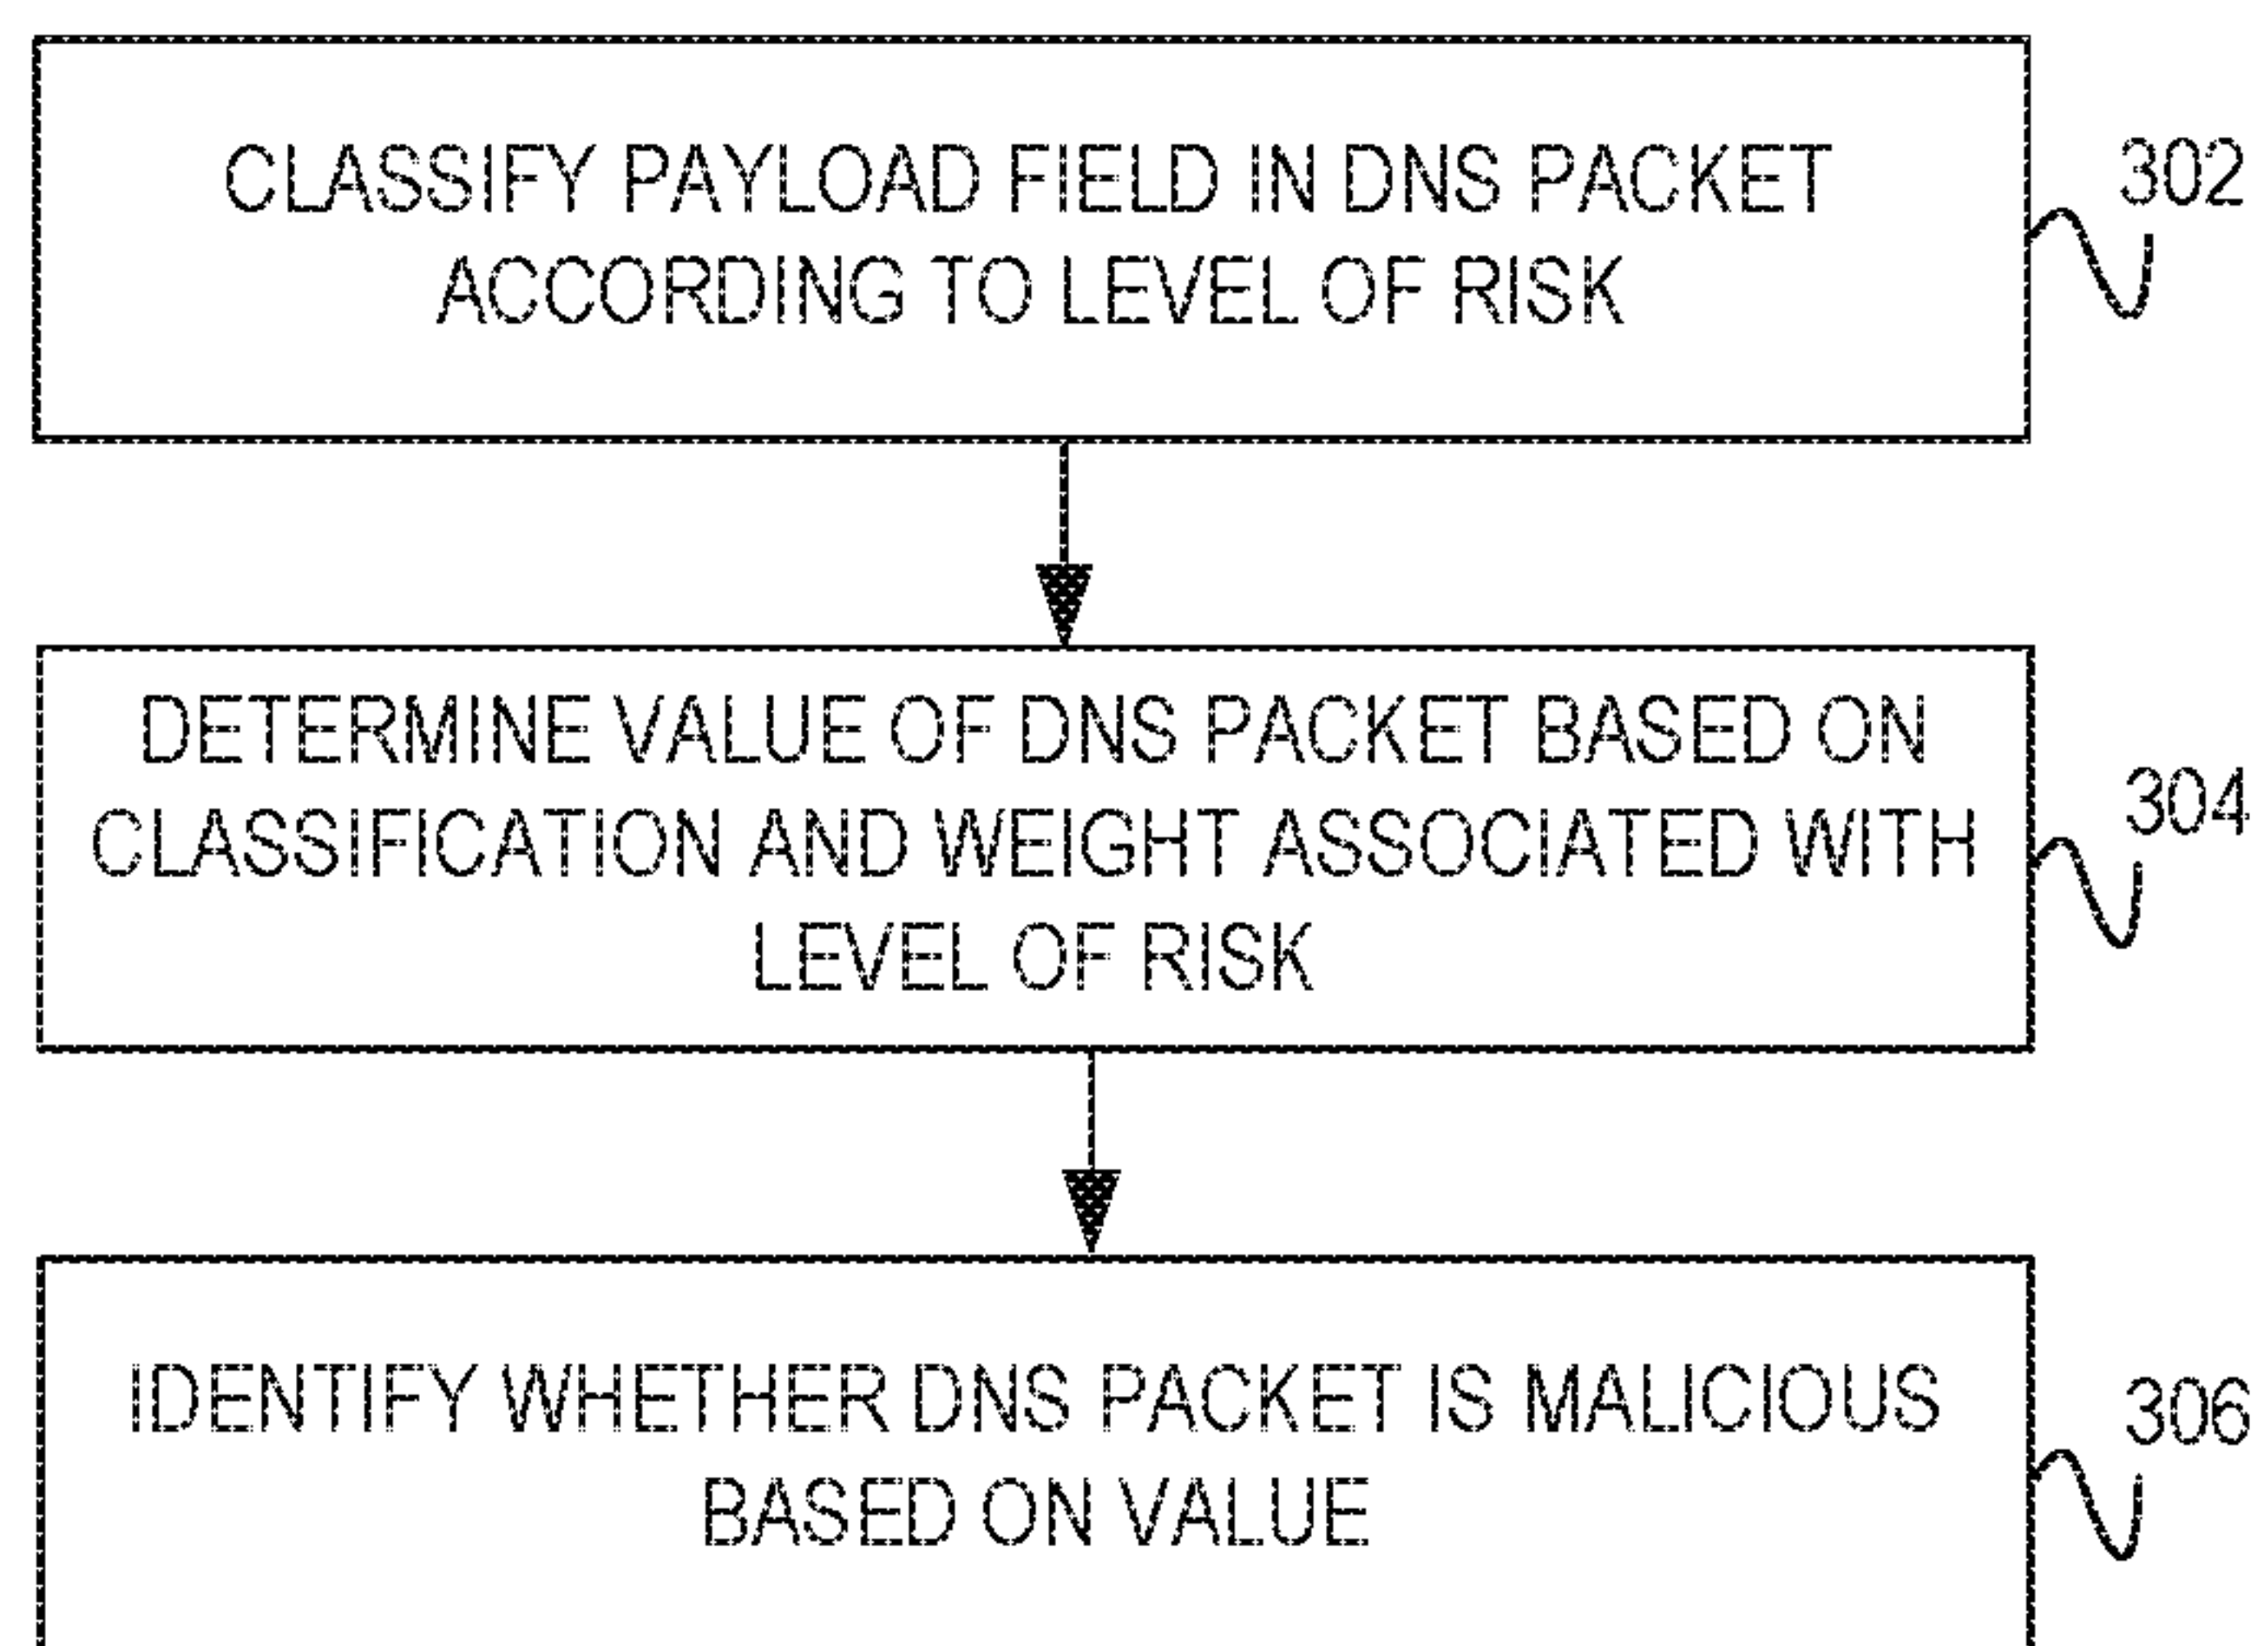 CLASSIFY PAYLOAD FIELD IN DNS PACKET
ACCORDING TO LEVEL OF RISK
302
DETERMINE VALUE OF DNS PACKET BASED ON
CLASSIFICATION AND WEIGHT ASSOCIATED WITH
LEVEL OF RISK
304
IDENTIFY WHETHER DNS PACKET IS MALICIOUS
BASED ON VALUE
306